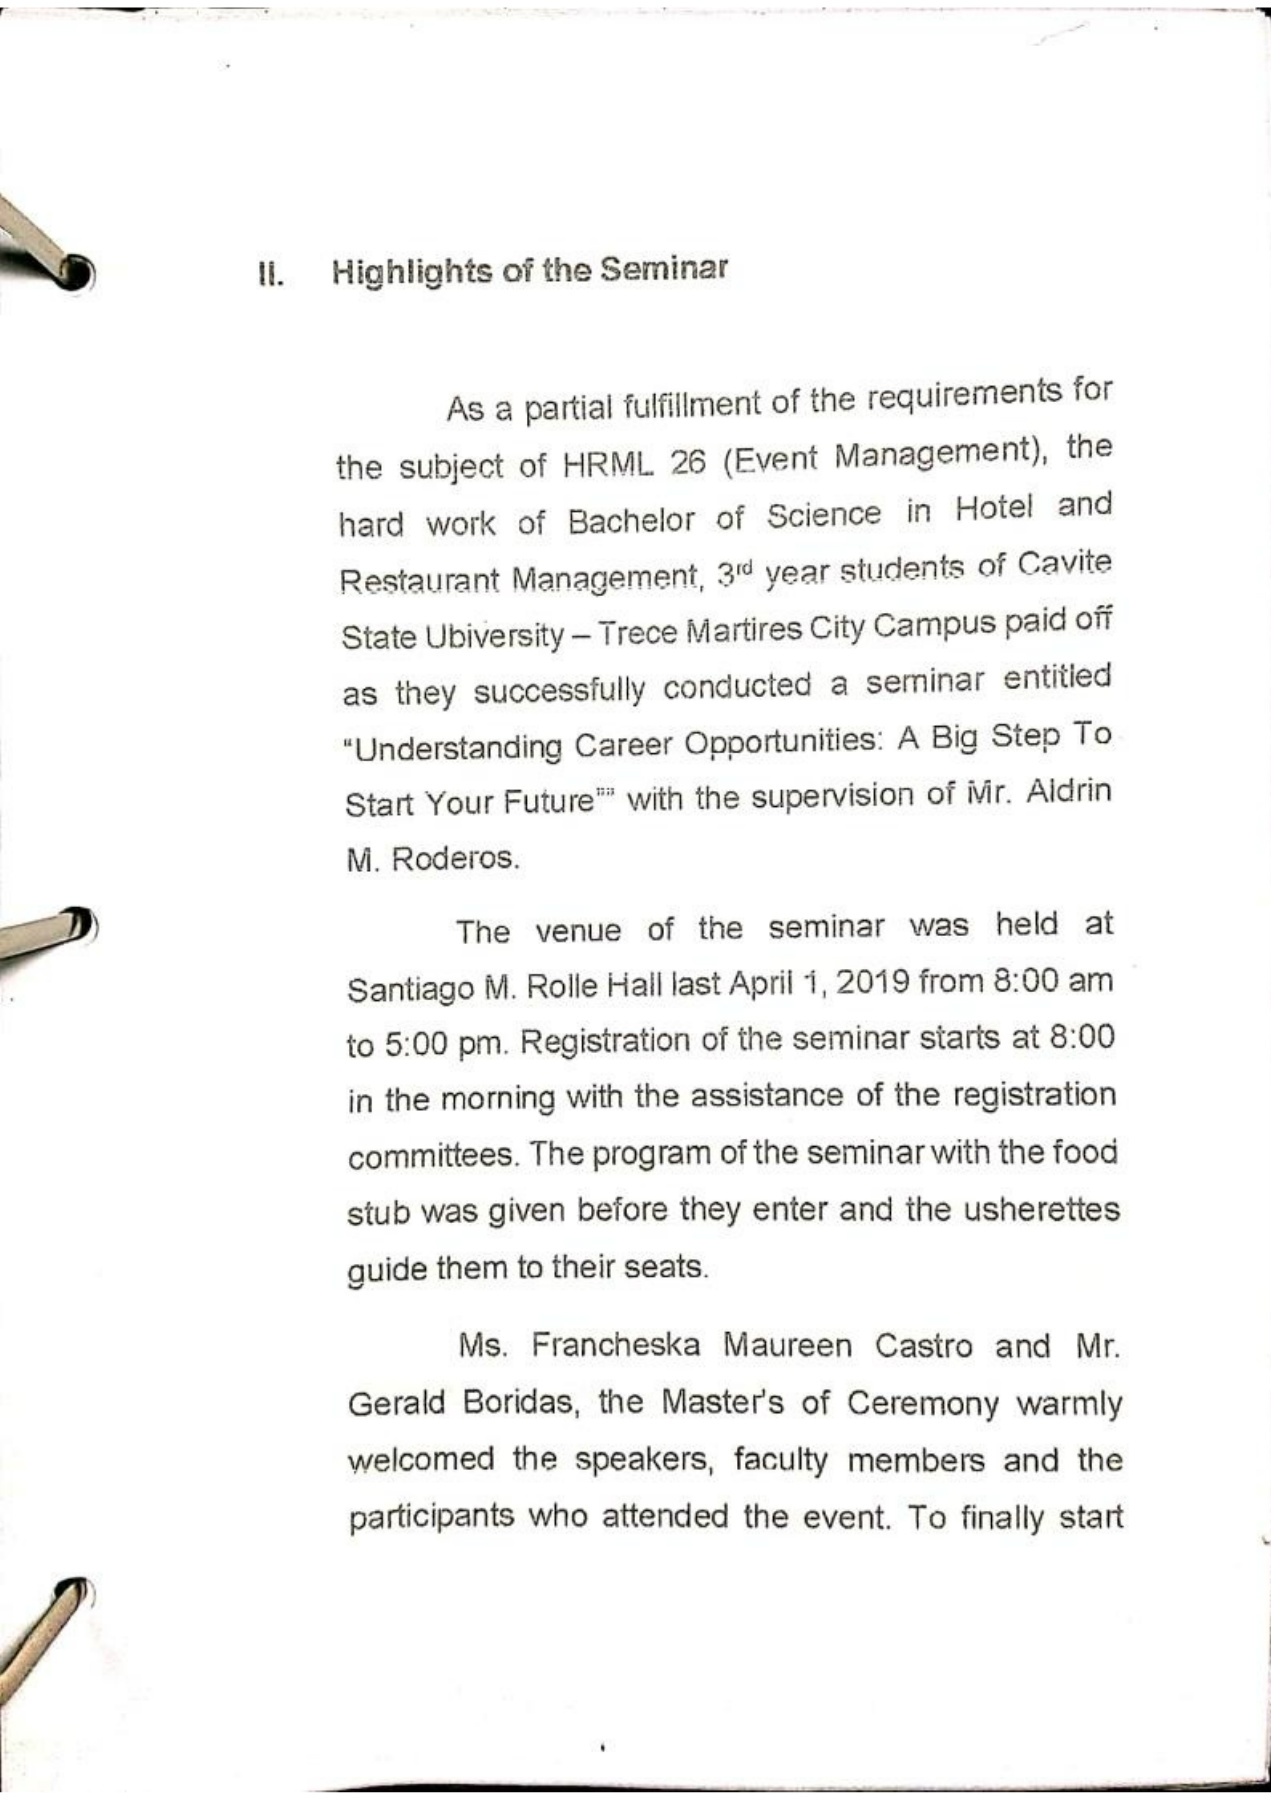 II. Highlights of the Seminar
As a partial fulfillment of the requirements for
the subject of HRML 26 (Event Management), the
hard work of Bachelor of Science in Hotel and
Restaurant Management, 3rd year students of Cavite
State Ubiversity – Trece Martires City Campus paid off
as they successfully conducted a seminar entitled
“Understanding Career Opportunities: A Big Step To
Start Your Future"" with the supervision of Mr. Aldrin
M. Roderos.
The venue of the seminar was held at
Santiago M. Rolle Hall last April 1, 2019 from 8:00 am
to 5:00 pm. Registration of the seminar starts at 8:00
in the morning with the assistance of the registration
committees. The program of the seminar with the food
stub was given before they enter and the usherettes
guide them to their seats.
Ms. Francheska Maureen Castro and Mr.
Gerald Boridas, the Master's of Ceremony warmly
welcomed the speakers, faculty members and the
participants who attended the event. To finally start